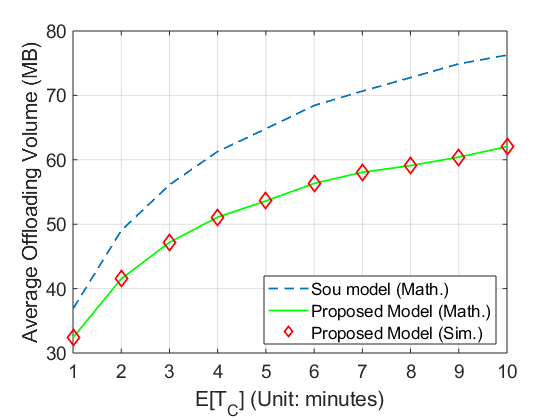 80
70
60
50
40
30
Average Offloading Volume (MB)
Sou model (Math.)
Proposed Model (Math.)
Proposed Model (Sim.)
1 2 3 4 5 6 7 8 9 10
E[T_C] (Unit: minutes)